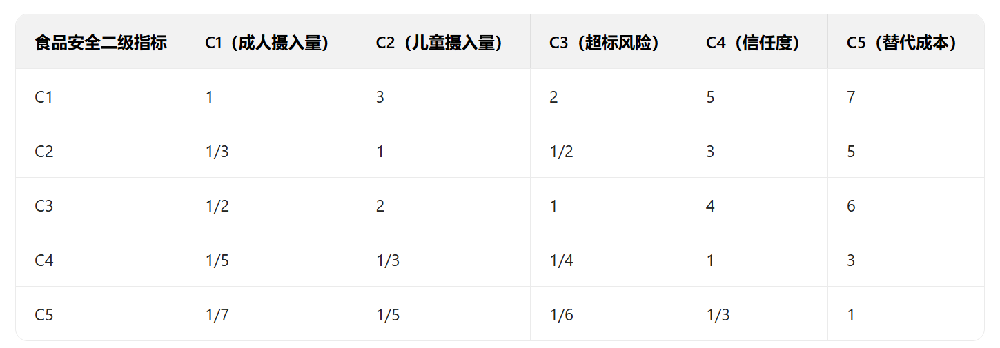 食品安全二级指标 C1（成人摄入量） C2（儿童摄入量） C3（超标风险） C4（信任度） C5（替代成本）
C1 1 3 2 5 7
C2 1/3 1 1/2 3 5
C3 1/2 2 1 4 6
C4 1/5 1/3 1/4 1 3
C5 1/7 1/5 1/6 1/3 1